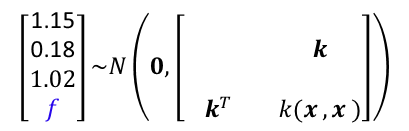 1.15
0.18 k
1.02 ~N ( 0,
f k^T k(x , x )